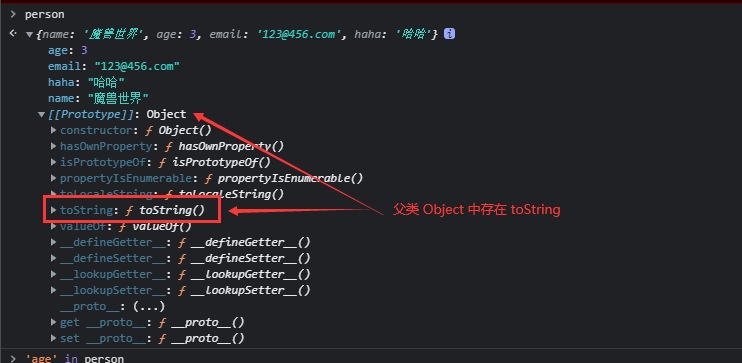 > person
{name: '魔兽世界', age: 3, email: '123@456.com', haha: '哈哈'} i
age: 3
email: "123@456.com"
haha: "哈哈"
name: "魔兽世界"
[[Prototype]]: Object
constructor: ƒ Object()
hasOwnProperty: ƒ hasOwnProperty()
isPrototypeOf: ƒ isPrototypeOf()
propertyIsEnumerable: ƒ propertyIsEnumerable()
toLocaleString: ƒ toLocaleString()
toString: ƒ toString()
父类 Object 中存在 toString
valueOf: ƒ valueOf()
__defineGetter__: ƒ __defineGetter__()
__defineSetter__: ƒ __defineSetter__()
__lookupGetter__: ƒ __lookupGetter__()
__lookupSetter__: ƒ __lookupSetter__()
__proto__: (...)
get __proto__: ƒ __proto__()
set __proto__: ƒ __proto__()
> 'age' in person